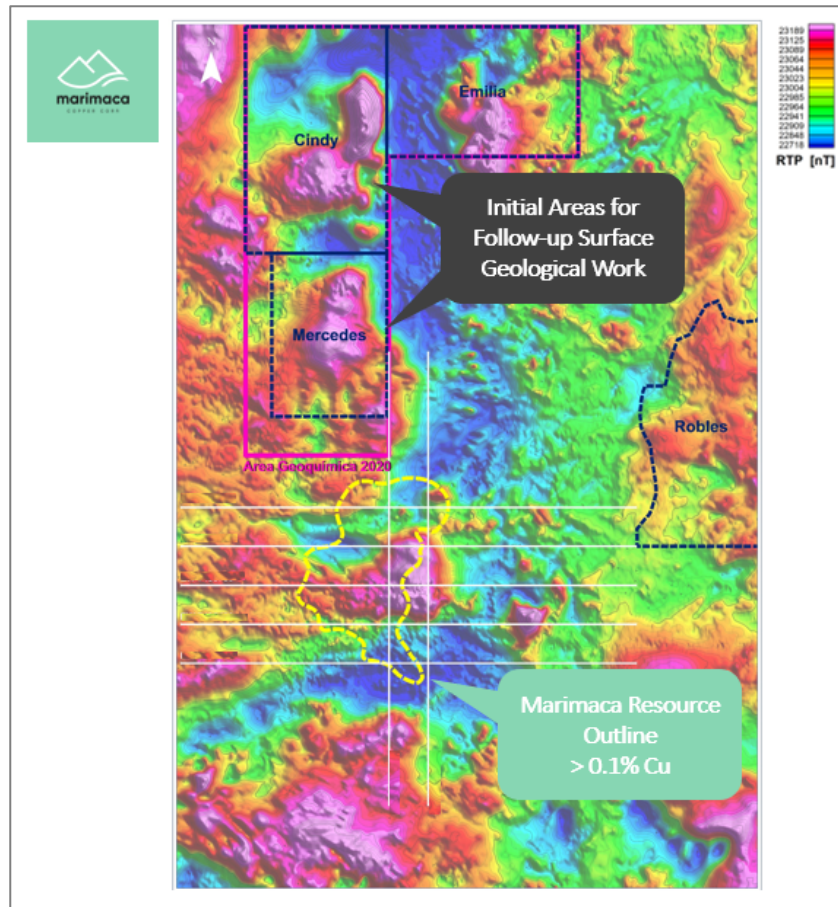 marimaca
COPPER CORP
N
Cindy
Emilia
Initial Areas for
Follow-up Surface
Geological Work
Mercedes
Robles
Area Geoquimica 2020
Marimaca Resource
Outline
> 0.1% Cu
23189
23125
23089
23064
23044
23023
23004
22985
22964
22941
22909
22848
22718
RTP [nT]